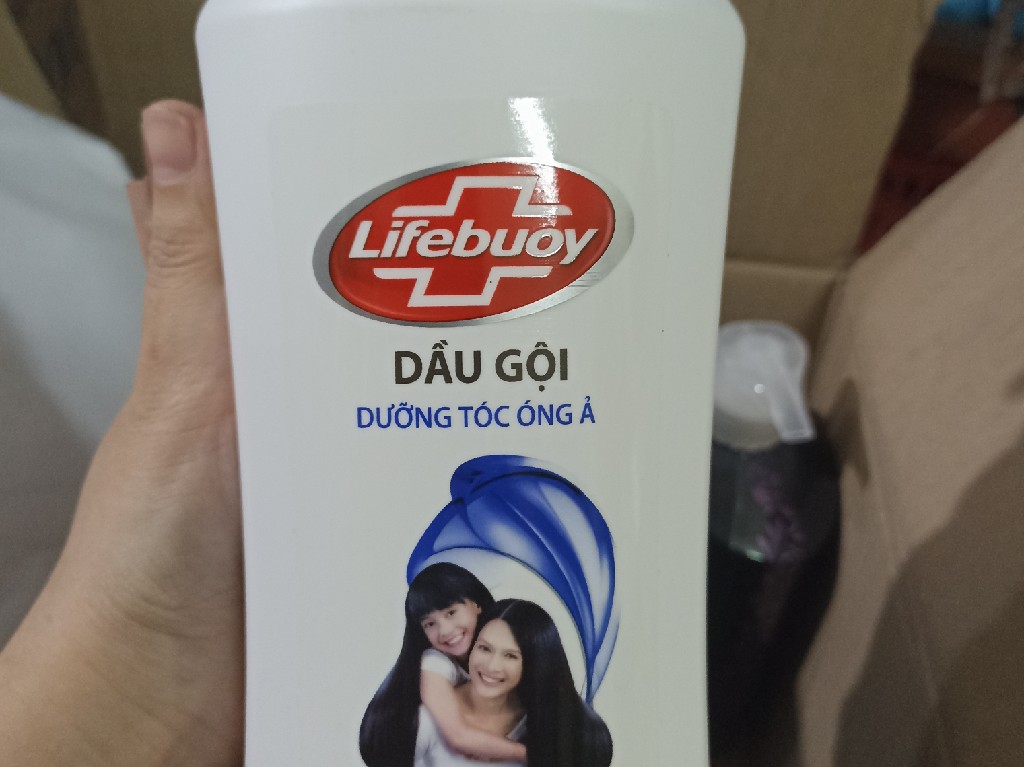 Lifebuoy
DẦU GỘI
DƯỠNG TÓC ÓNG Ả